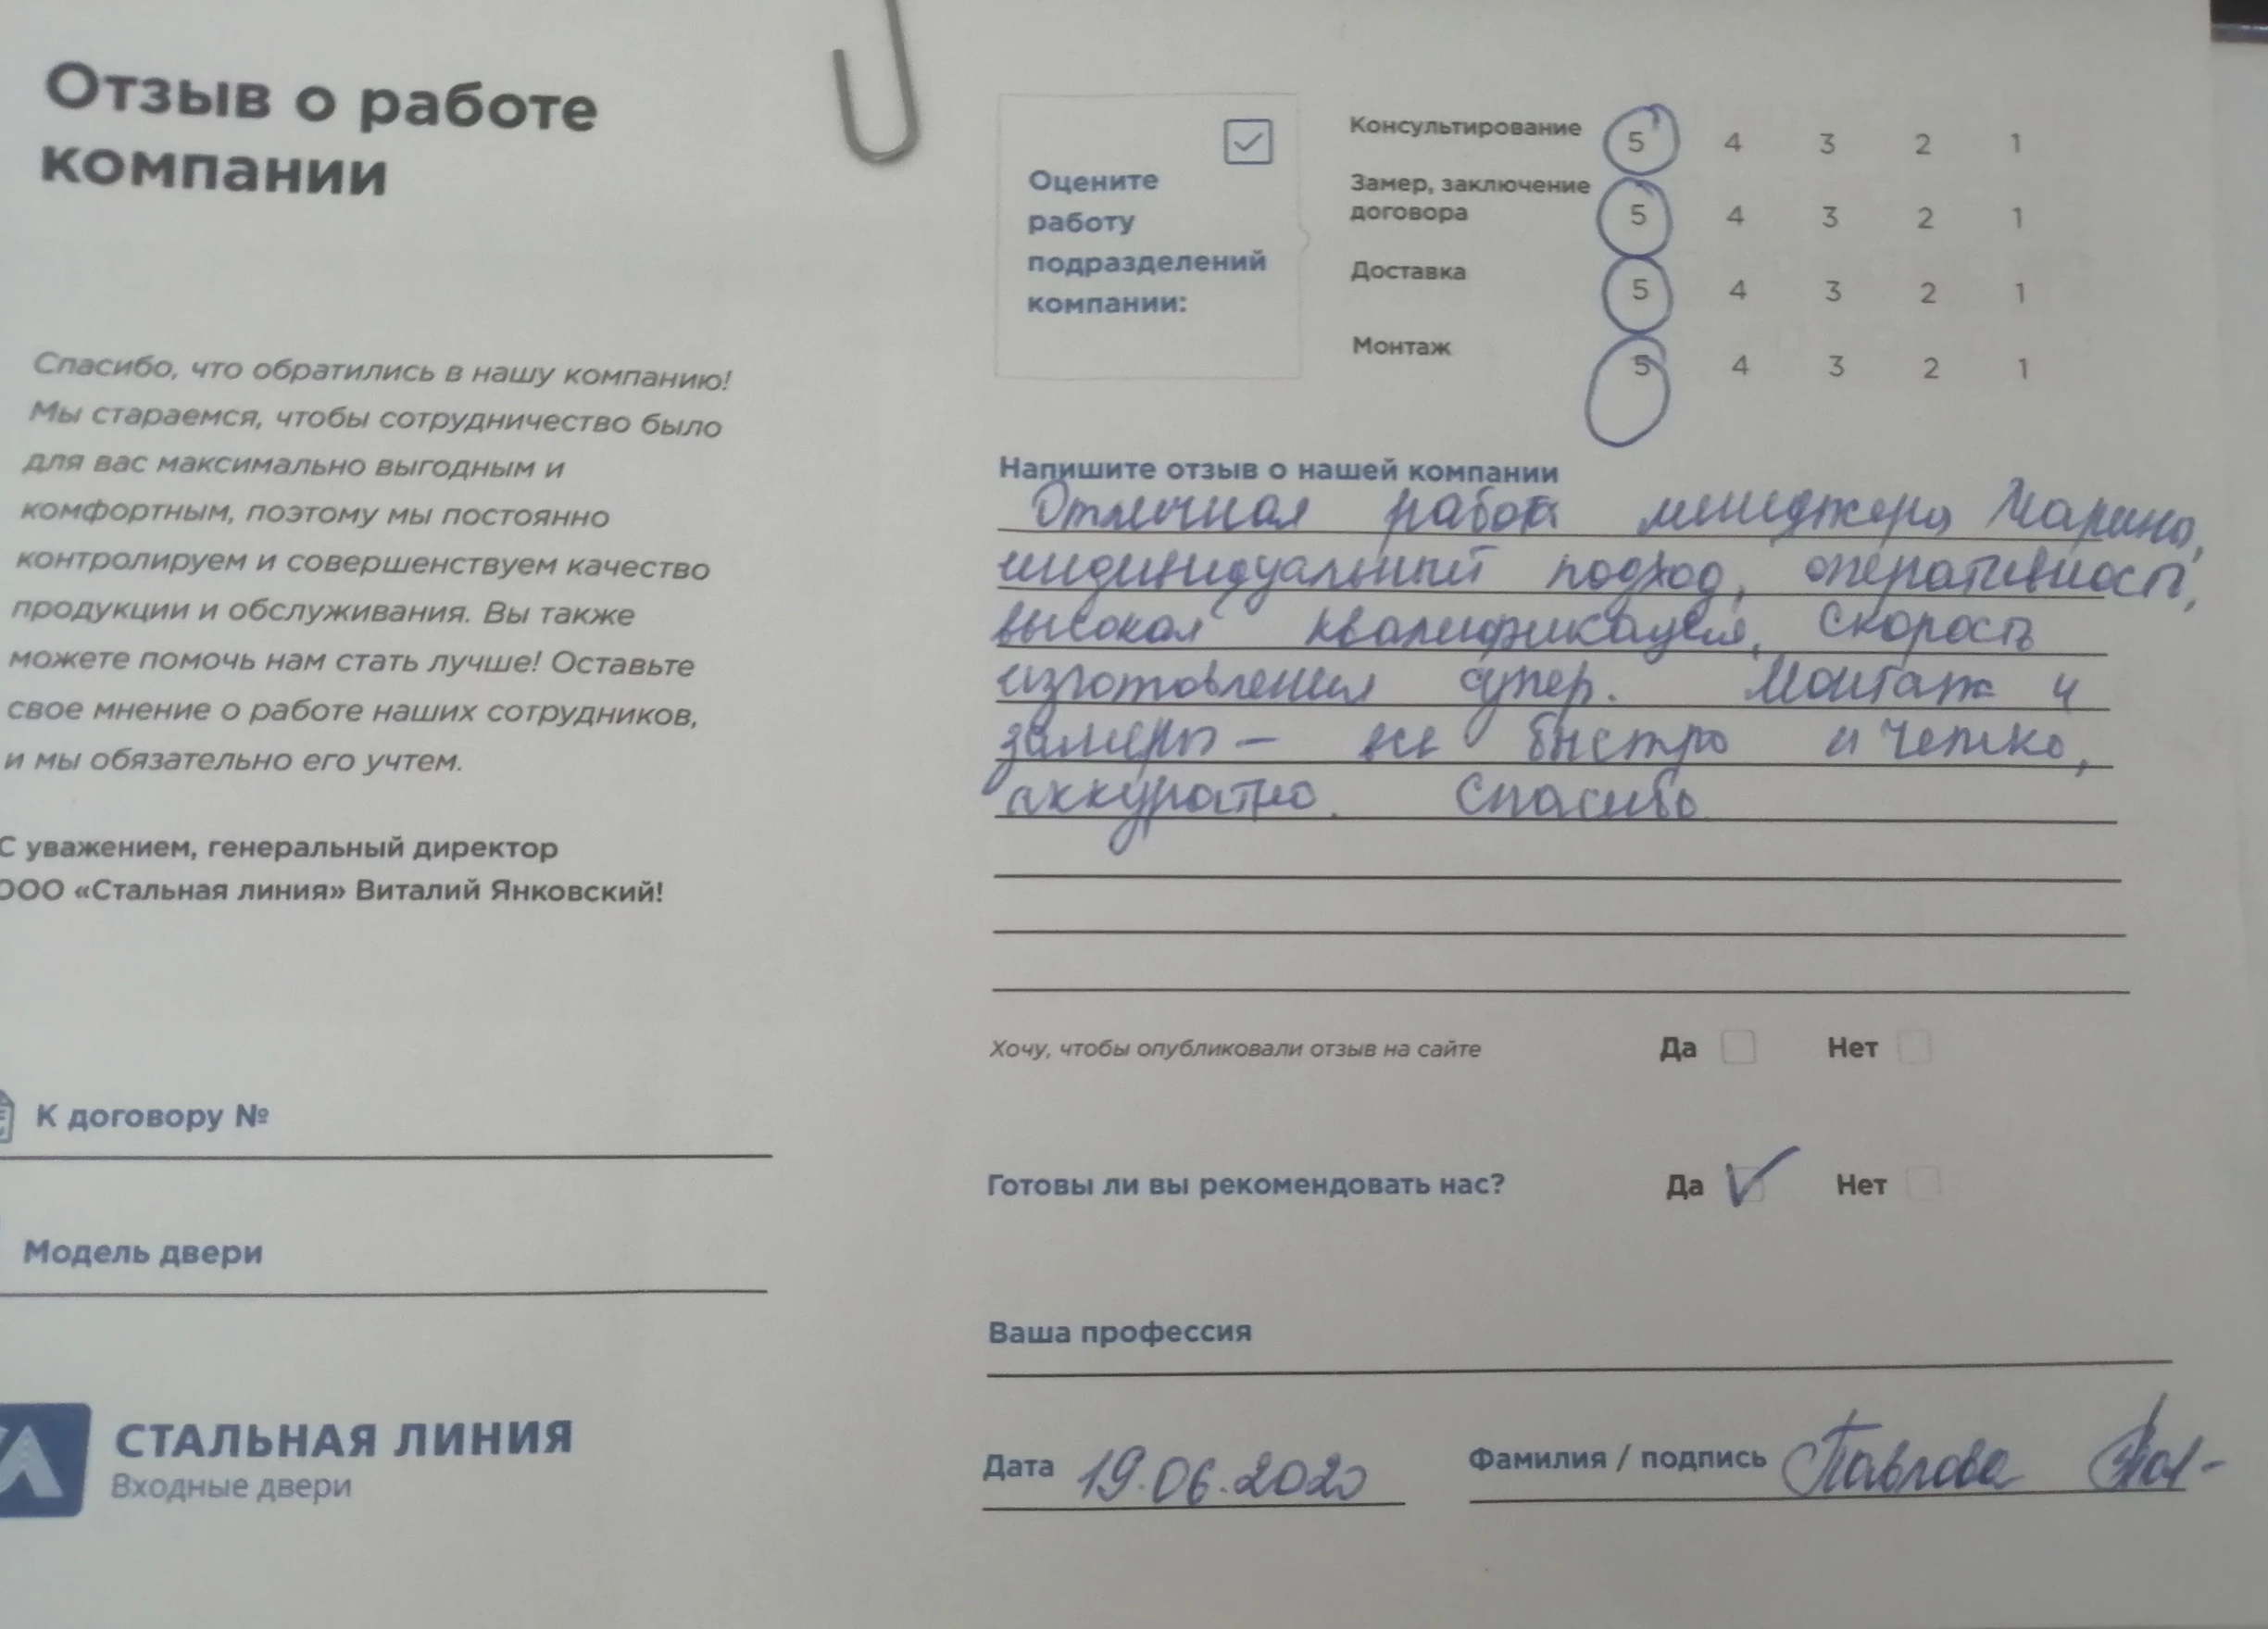 Отзыв о работе
компании
Спасибо, что обратились в нашу компанию!
Мы стараемся, чтобы сотрудничество было
для вас максимально выгодным и
комфортным, поэтому мы постоянно
контролируем и совершенствуем качество
продукции и обслуживания. Вы также
можете помочь нам стать лучше! Оставьте
свое мнение о работе наших сотрудников,
и мы обязательно его учтем.
С уважением, генеральный директор
ООО «Стальная линия» Виталий Янковский!
К договору №
Модель двери
СТАЛЬНАЯ ЛИНИЯ
Входные двери
Оцените
работу
подразделений
компании:
Консультирование 5 4 3 2 1
Замер, заключение
договора 5 4 3 2 1
Доставка 5 4 3 2 1
Монтаж 5 4 3 2 1
Напишите отзыв о нашей компании
Отличная работа менеджера Марины,
индивидуальный подход, оперативность,
высокая квалификация, скорость
изготовления супер. Монтаж и
замеры – все быстро и четко,
аккуратно. Спасибо
Хочу, чтобы опубликовали отзыв на сайте Да Нет
Готовы ли вы рекомендовать нас? Да Нет
Ваша профессия
Дата 19.06.2020 Фамилия / подпись Павлова